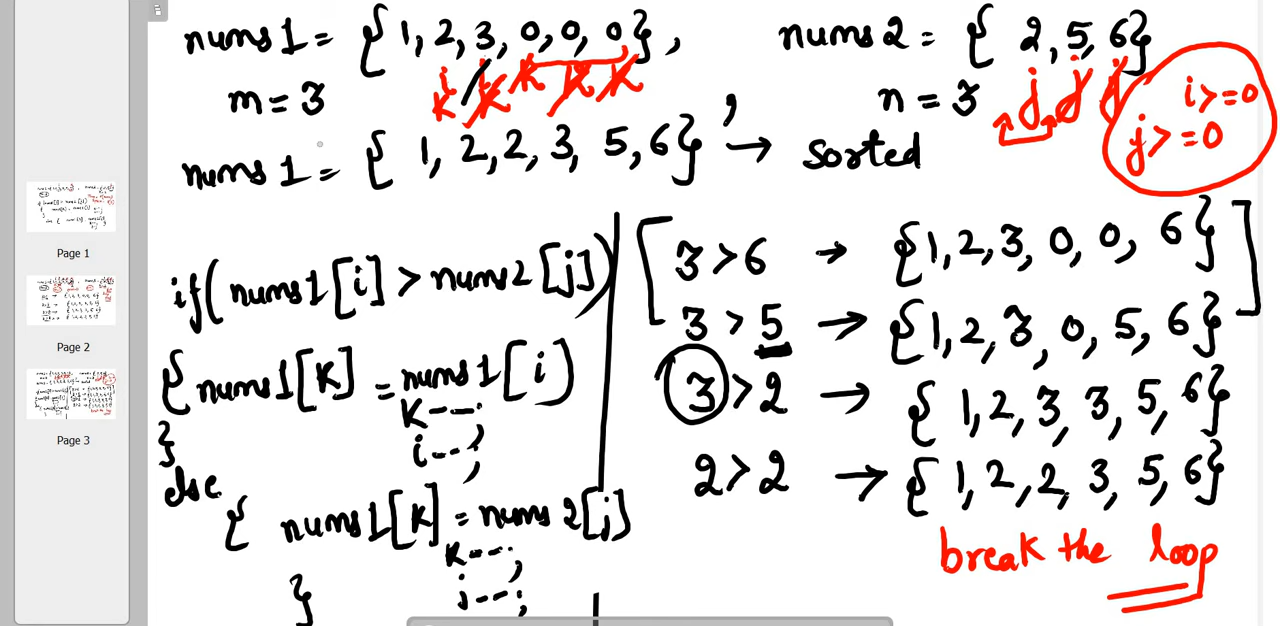 nums1 = {1, 2, 3, 0, 0, 0},
nums2 = { 2, 5, 6}
i i K K K
K K
j j j
i>=0
j>=0
m = 3
n = 3
nums1 = { 1, 2, 2, 3, 5, 6}, → sorted
if( nums1[i] > nums2[j])
{ nums1[K] = nums1[i]
K--;
i--;
}
else
{ nums1[K] = nums2[j]
K--;
j--;
}
[ 3 > 6 → {1, 2, 3, 0, 0, 6} ]
3 > 5 → {1, 2, 3, 0, 5, 6}
3 > 2 → { 1, 2, 3, 3, 5, 6}
2 > 2 → { 1, 2, 2, 3, 5, 6}
break the loop
Page 1
Page 2
Page 3